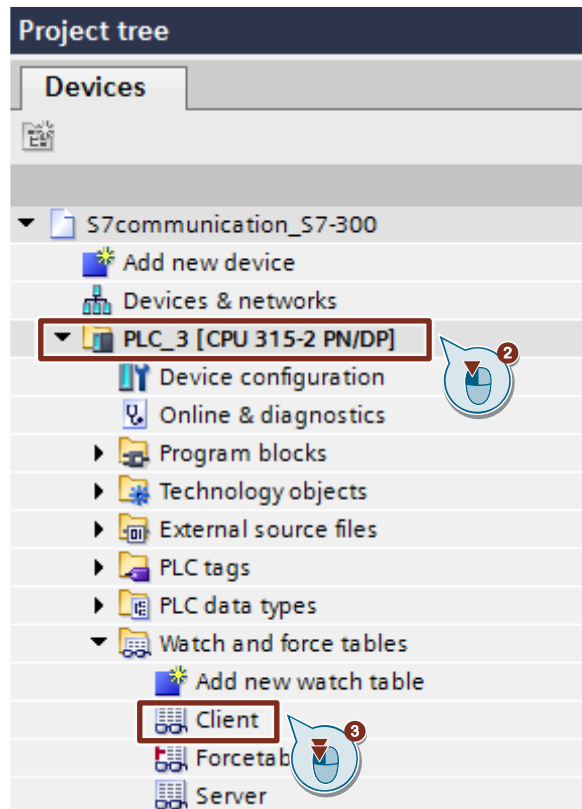 Project tree
Devices
S7communication_S7-300
Add new device
Devices & networks
PLC_3 [CPU 315-2 PN/DP]
2
Device configuration
Online & diagnostics
Program blocks
Technology objects
External source files
PLC tags
PLC data types
Watch and force tables
Add new watch table
Client
3
Forcetab
Server